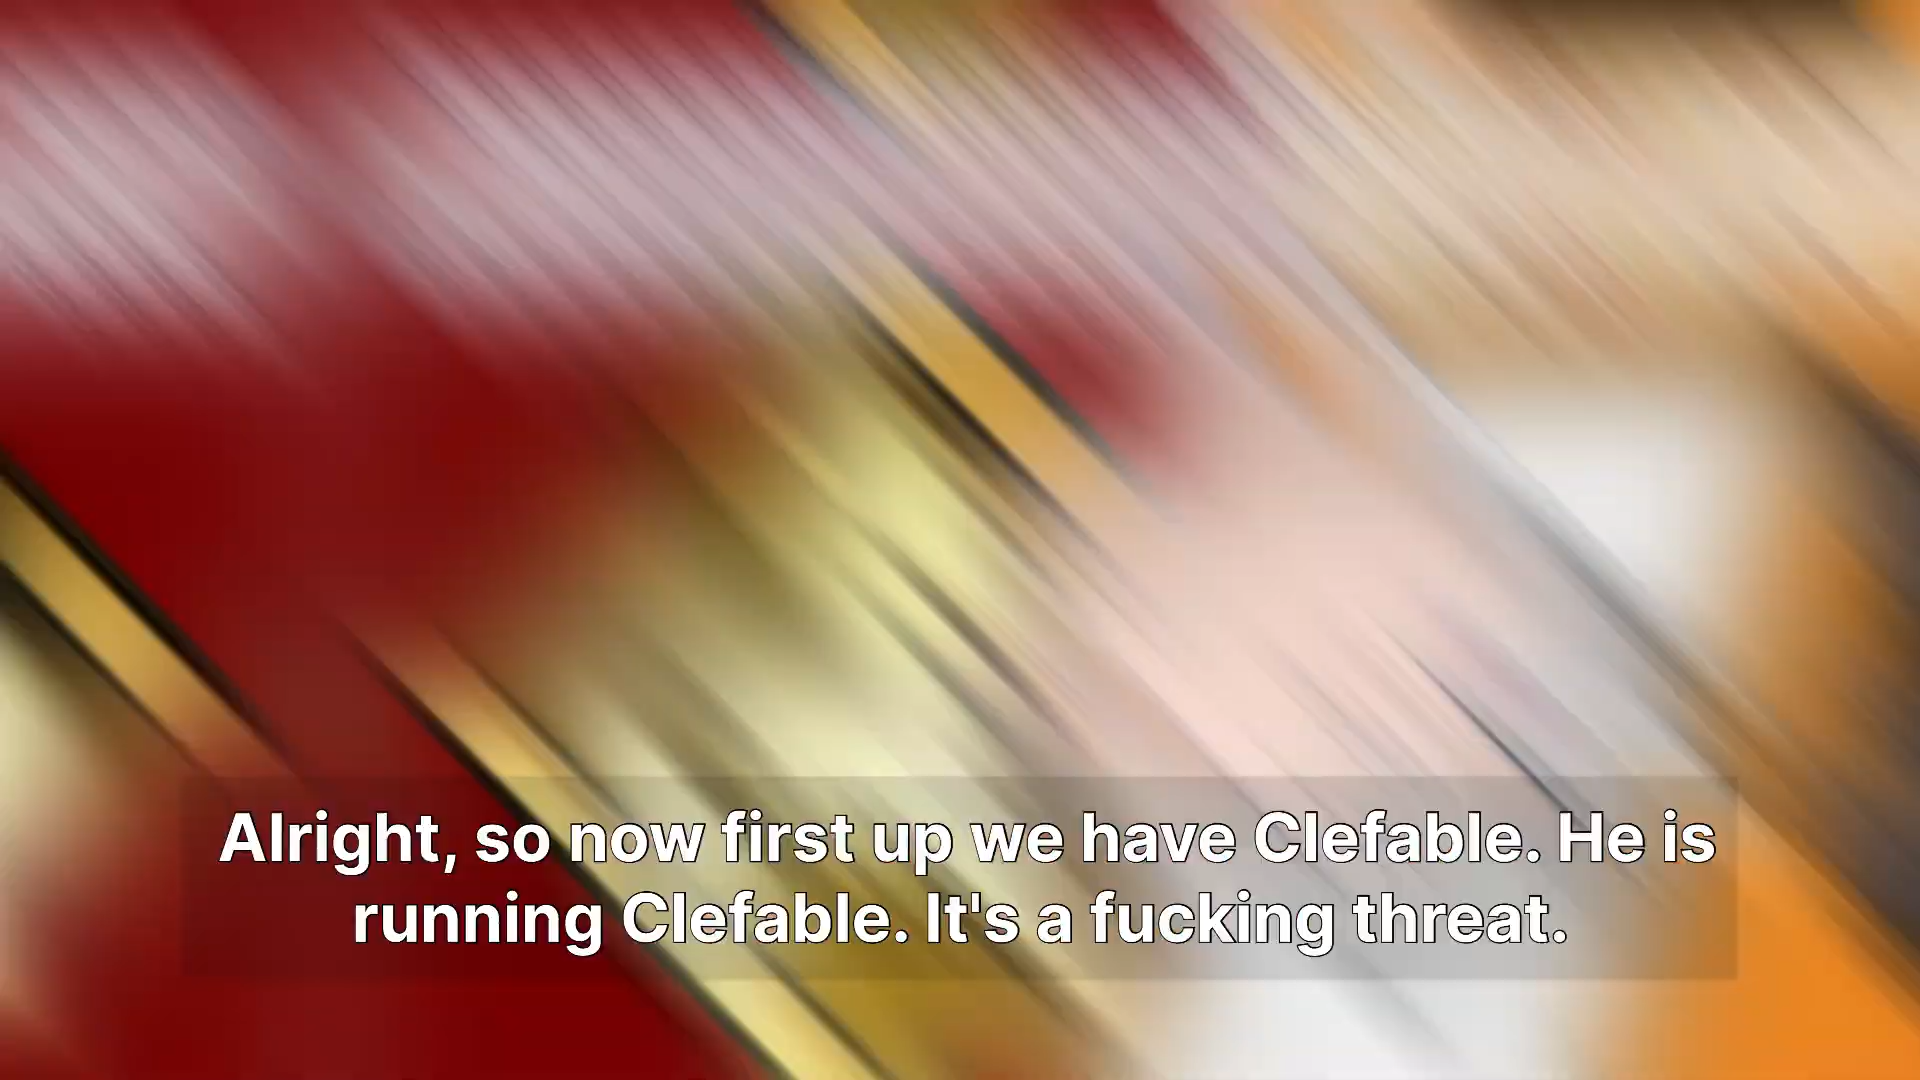 Alright, so now first up we have Clefable. He is
running Clefable. It's a fucking threat.